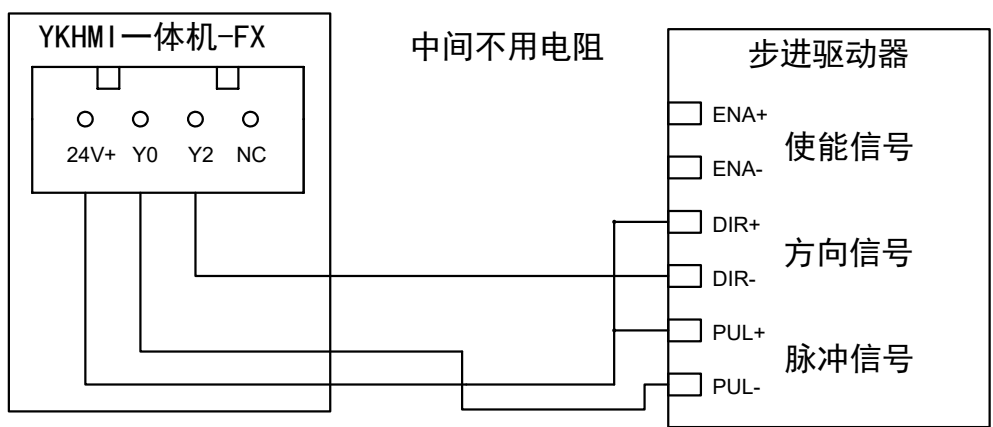 YKHMI一体机-FX
24V+ Y0 Y2 NC
中间不用电阻
步进驱动器
ENA+
使能信号
ENA-
DIR+
方向信号
DIR-
PUL+
脉冲信号
PUL-